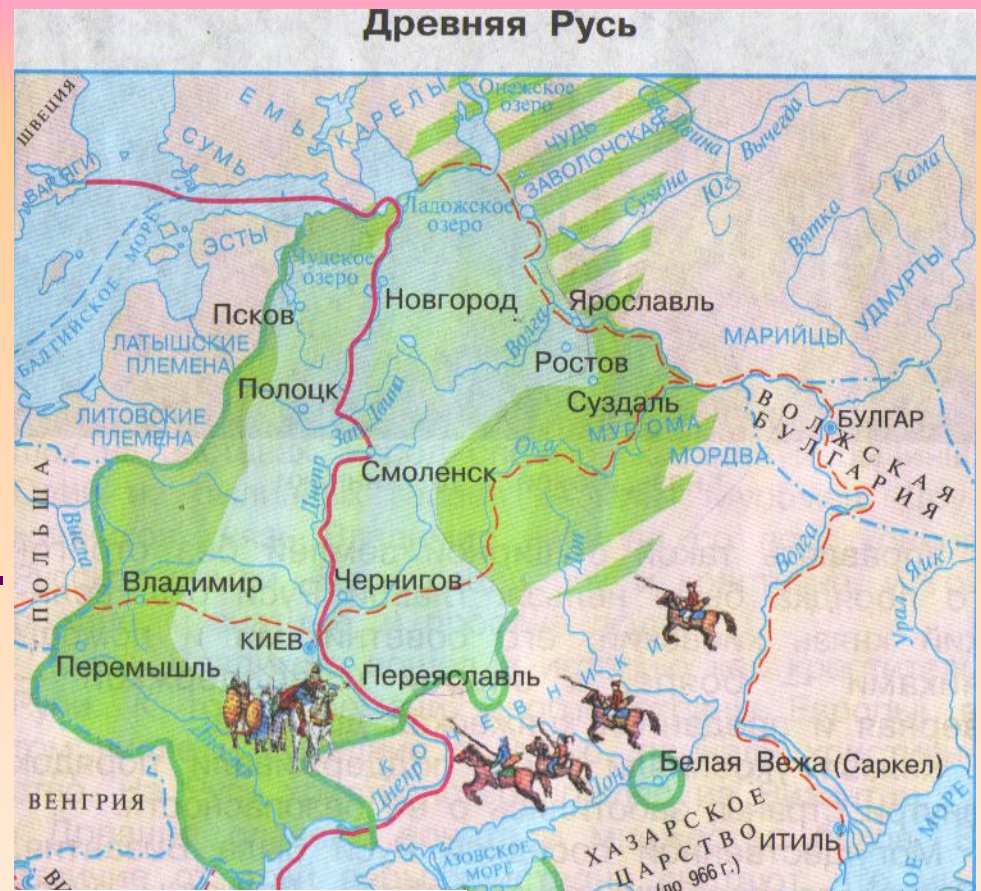 Древняя Русь
ШВЕЦИЯ
ЕМЬ
КАРЕЛЫ
Онежское
озеро
Сев. Двина
Вычегда
СУМЬ
ЧУДЬ
ЗАВОЛОЧСКАЯ
Кама
ВАРЯГИ
Сухона
Юг
Вятка
Ладожское
озеро
БАЛТИЙСКОЕ МОРЕ
ЭСТЫ
Чудское
озеро
УДМУРТЫ
Новгород
Ярославль
Псков
Волга
МАРИЙЦЫ
ЛАТЫШСКИЕ
ПЛЕМЕНА
Ростов
Полоцк
Суздаль
ЛИТОВСКИЕ
ПЛЕМЕНА
Зап. Двина
МУРОМА
ВОЛЖСКАЯ
БУЛГАРИЯ
БУЛГАР
Ока
МОРДВА
Смоленск
ПОЛЬША
Висла
Днепр
Дон
Волга
Яик
Урал
Владимир
Чернигов
КИЕВ
Перемышль
Переяславль
КОЧЕВНИКИ
Днестр
Днепр
Дон
Белая Вежа (Саркел)
ВЕНГРИЯ
ХАЗАРСКОЕ
ЦАРСТВО
(до 966 г.)
ИТИЛЬ
АЗОВСКОЕ
МОРЕ
МОРЕ